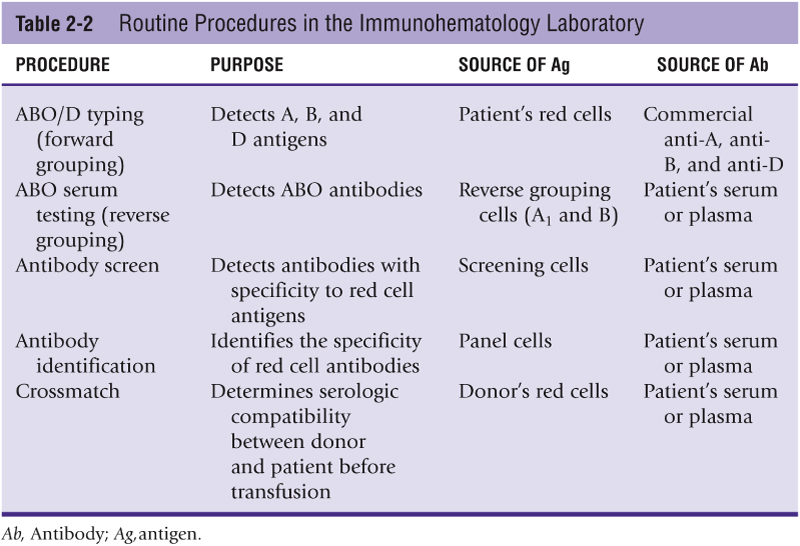 Table 2-2 Routine Procedures in the Immunohematology Laboratory
PROCEDURE PURPOSE SOURCE OF Ag SOURCE OF Ab
ABO/D typing Detects A, B, and Patient's red cells Commercial
(forward D antigens anti-A, anti-
grouping) B, and anti-D
ABO serum Detects ABO antibodies Reverse grouping Patient's serum
testing (reverse cells (A₁ and B) or plasma
grouping)
Antibody screen Detects antibodies with Screening cells Patient's serum
specificity to red cell or plasma
antigens
Antibody Identifies the specificity Panel cells Patient's serum
identification of red cell antibodies or plasma
Crossmatch Determines serologic Donor's red cells Patient's serum
compatibility or plasma
between donor
and patient before
transfusion
Ab, Antibody; Ag,antigen.